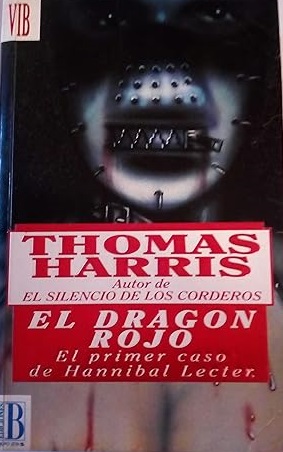 VIB
THOMAS
HARRIS
Autor de
EL SILENCIO DE LOS CORDEROS
EL DRAGON
ROJO
El primer caso
de Hannibal Lecter.
EDICIONES
B